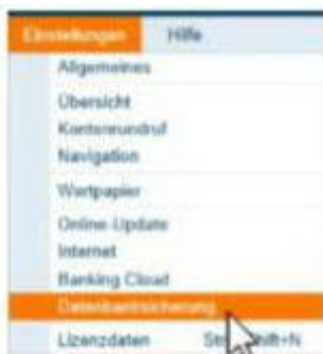 Einstellungen Hilfe
Allgemeines
Übersicht
Kontenrundruf
Navigation
Wertpapier
Online-Update
Internet
Banking Cloud
Datenbanksicherung
Lizenzdaten